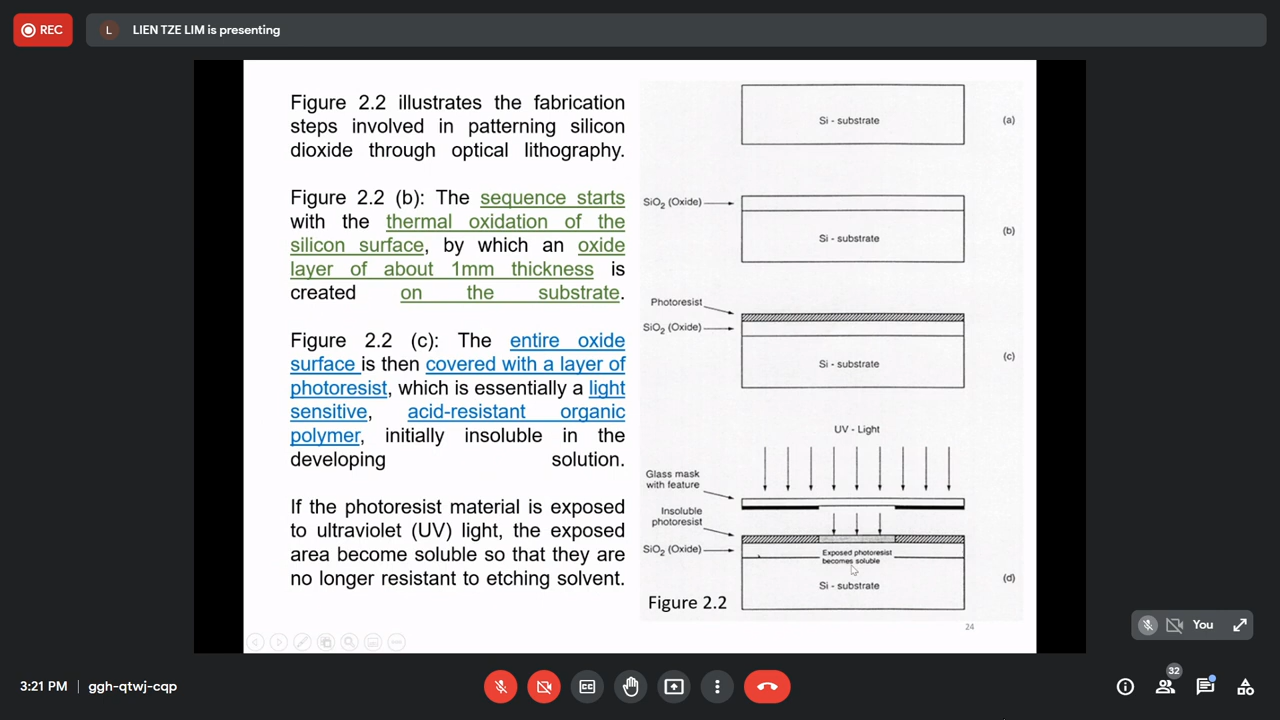 REC
L
LIEN TZE LIM is presenting
Figure 2.2 illustrates the fabrication
steps involved in patterning silicon
dioxide through optical lithography.
Figure 2.2 (b): The sequence starts
with the thermal oxidation of the
silicon surface, by which an oxide
layer of about 1mm thickness is
created on the substrate.
Figure 2.2 (c): The entire oxide
surface is then covered with a layer of
photoresist, which is essentially a light
sensitive, acid-resistant organic
polymer, initially insoluble in the
developing solution.
If the photoresist material is exposed
to ultraviolet (UV) light, the exposed
area become soluble so that they are
no longer resistant to etching solvent.
Si - substrate
(a)
SiO2 (Oxide)
Si - substrate
(b)
Photoresist
SiO2 (Oxide)
Si - substrate
(c)
UV - Light
Glass mask
with feature
Insoluble
photoresist
SiO2 (Oxide)
Exposed photoresist
becomes soluble
Si - substrate
(d)
Figure 2.2
24
You
3:21 PM
ggh-qtwj-cqp
32